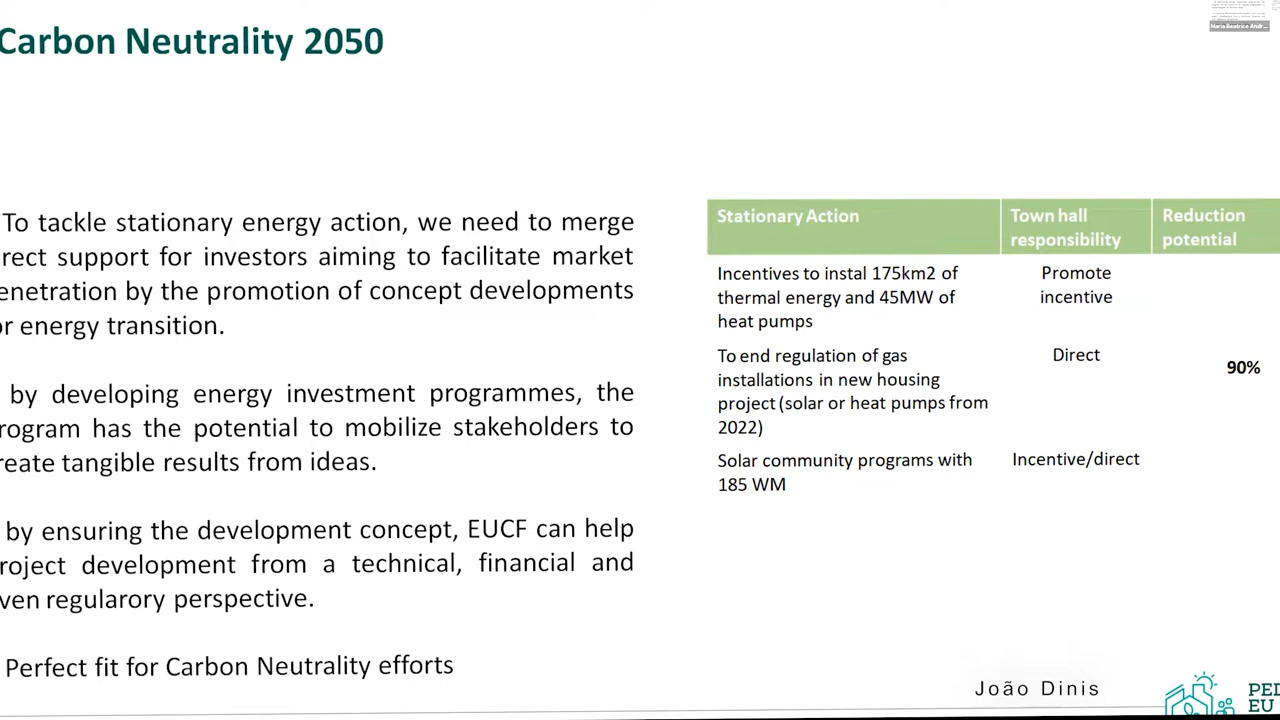 Carbon Neutrality 2050
Maria Beatrice Andr...
To tackle stationary energy action, we need to merge
rect support for investors aiming to facilitate market
enetration by the promotion of concept developments
or energy transition.
by developing energy investment programmes, the
rogram has the potential to mobilize stakeholders to
reate tangible results from ideas.
by ensuring the development concept, EUCF can help
roject development from a technical, financial and
ven regularory perspective.
Perfect fit for Carbon Neutrality efforts
Stationary Action
Town hall
responsibility
Reduction
potential
Incentives to instal 175km2 of
thermal energy and 45MW of
heat pumps
Promote
incentive
To end regulation of gas
installations in new housing
project (solar or heat pumps from
2022)
Direct
90%
Solar community programs with
185 WM
Incentive/direct
João Dinis
EU